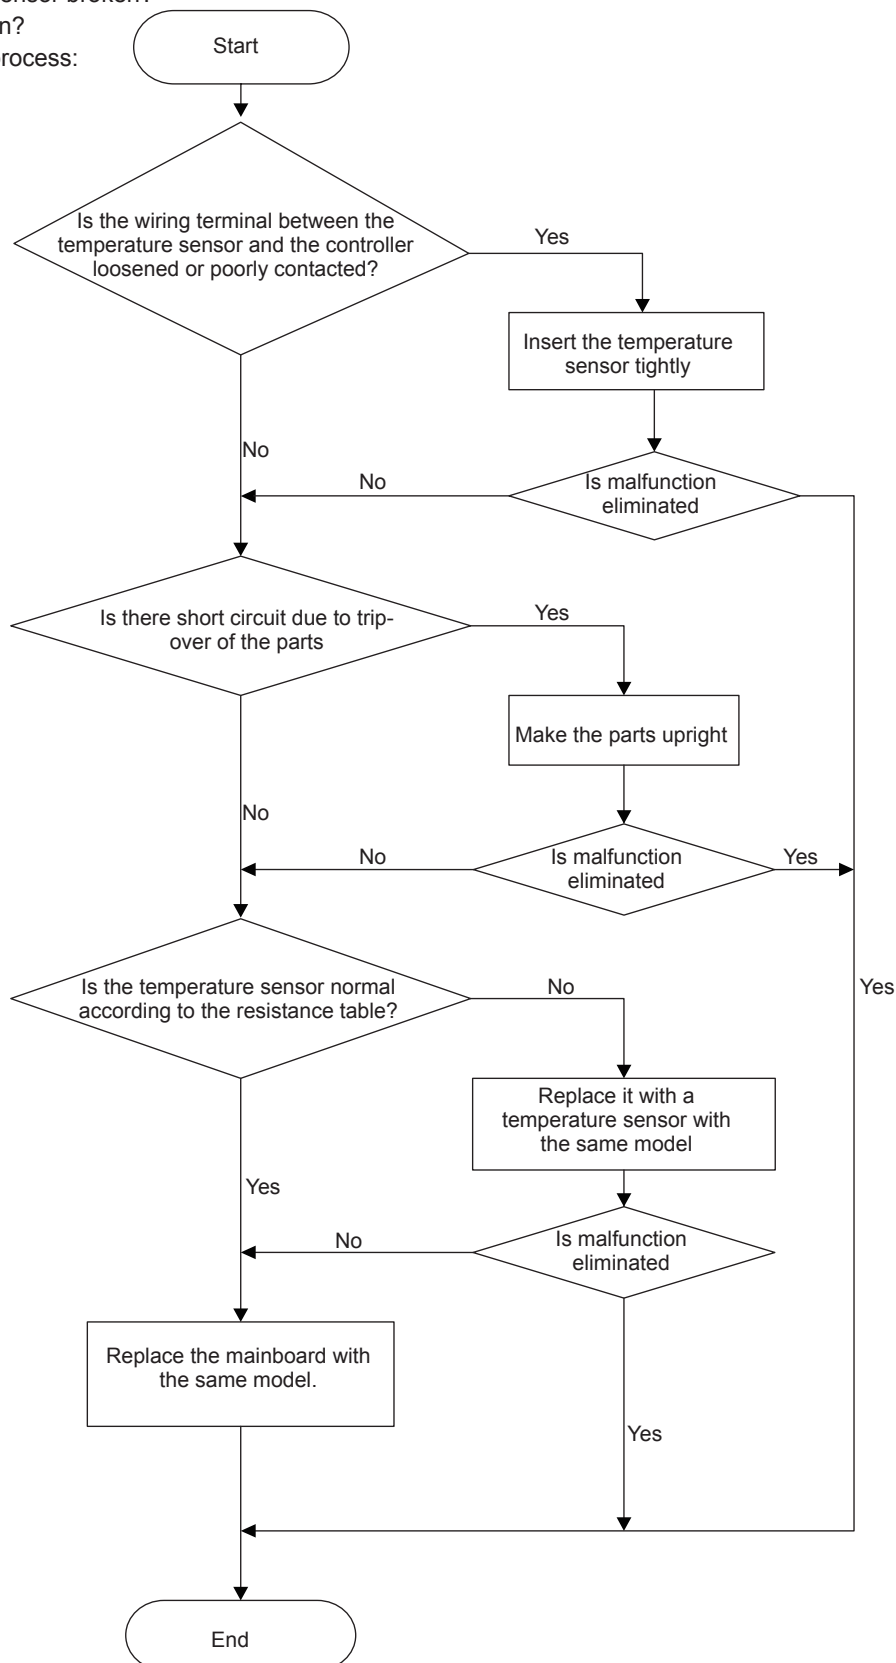 n?
rocess:
Start
Is the wiring terminal between the
temperature sensor and the controller
loosened or poorly contacted?
Yes
Insert the temperature
sensor tightly
No
Is malfunction
eliminated
No
Is there short circuit due to trip-
over of the parts
Yes
Make the parts upright
No
Is malfunction
eliminated
No
Yes
Is the temperature sensor normal
according to the resistance table?
No
Yes
Replace it with a
temperature sensor with
the same model
Yes
Is malfunction
eliminated
No
Replace the mainboard with
the same model.
Yes
End